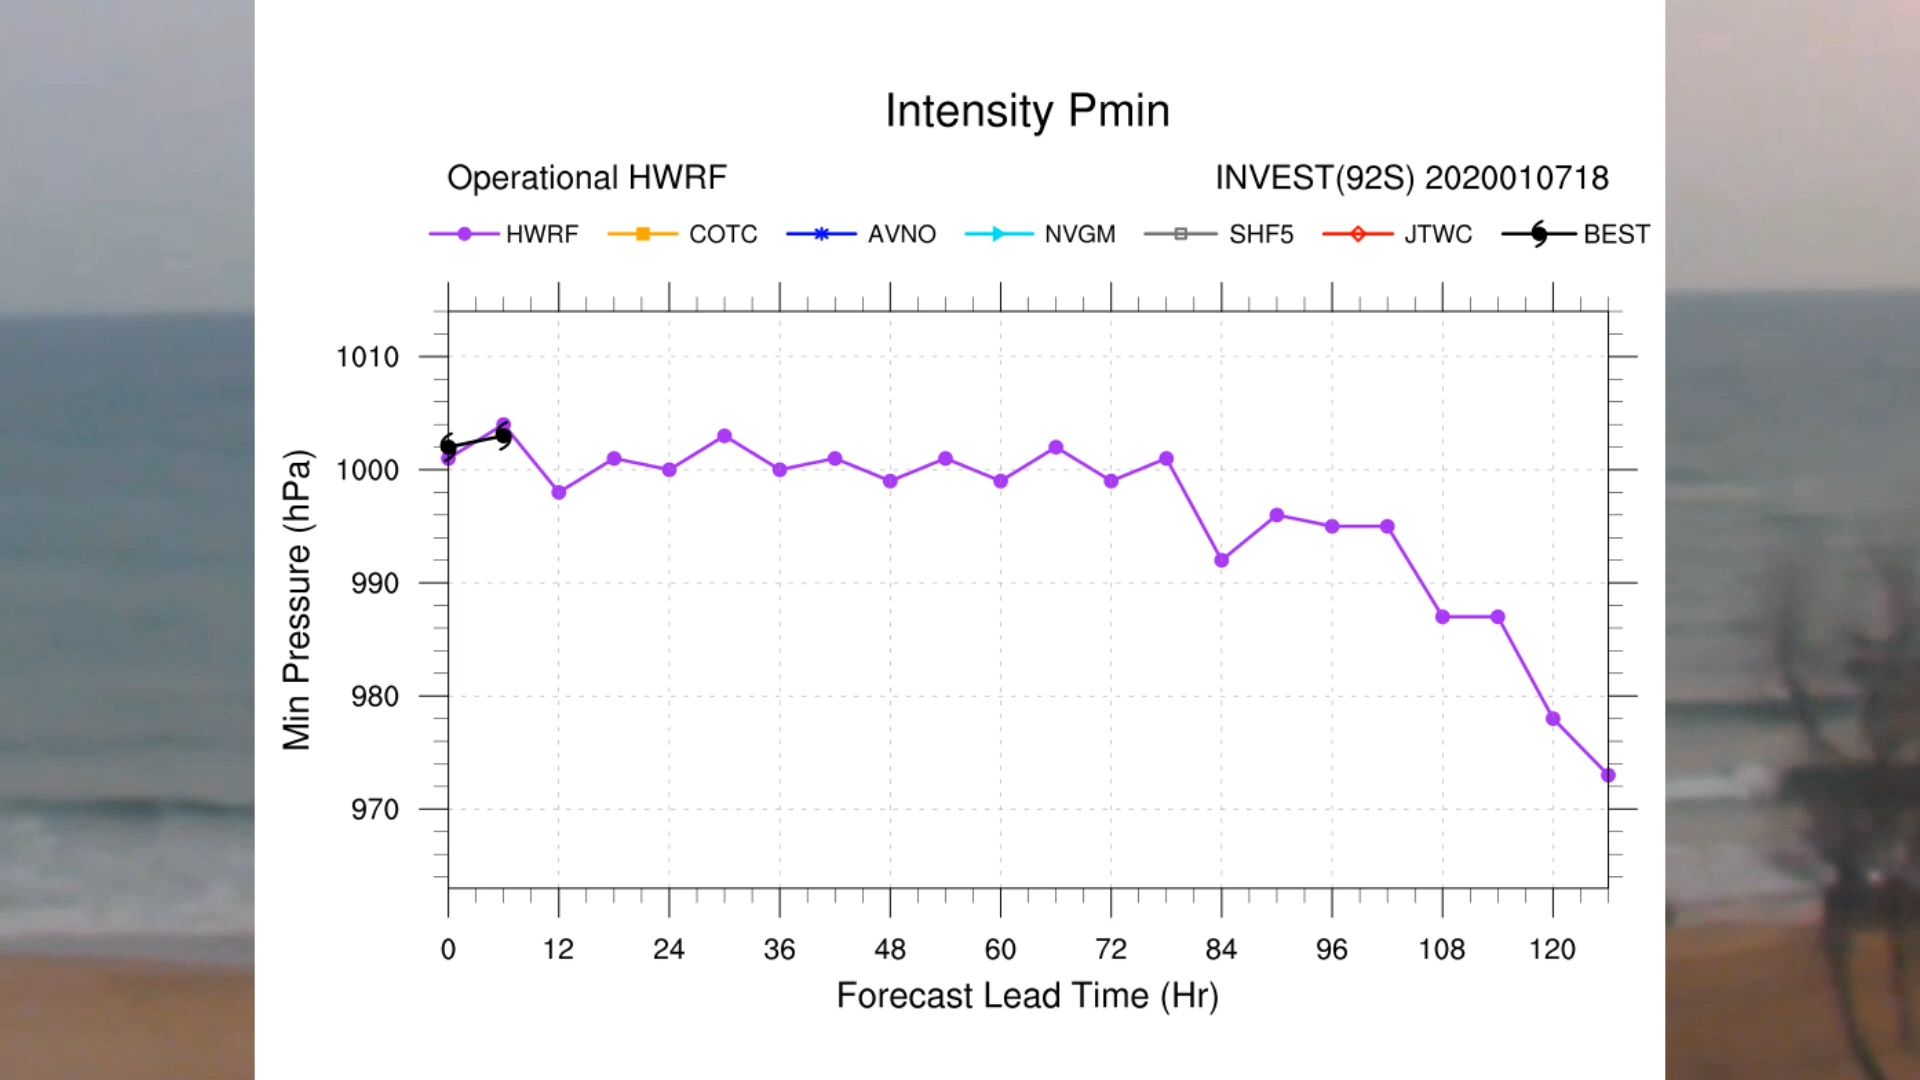 Intensity Pmin
Operational HWRF INVEST(92S) 2020010718
HWRF COTC AVNO NVGM SHF5 JTWC BEST
1010
1000
990
980
970
Min Pressure (hPa)
0 12 24 36 48 60 72 84 96 108 120
Forecast Lead Time (Hr)